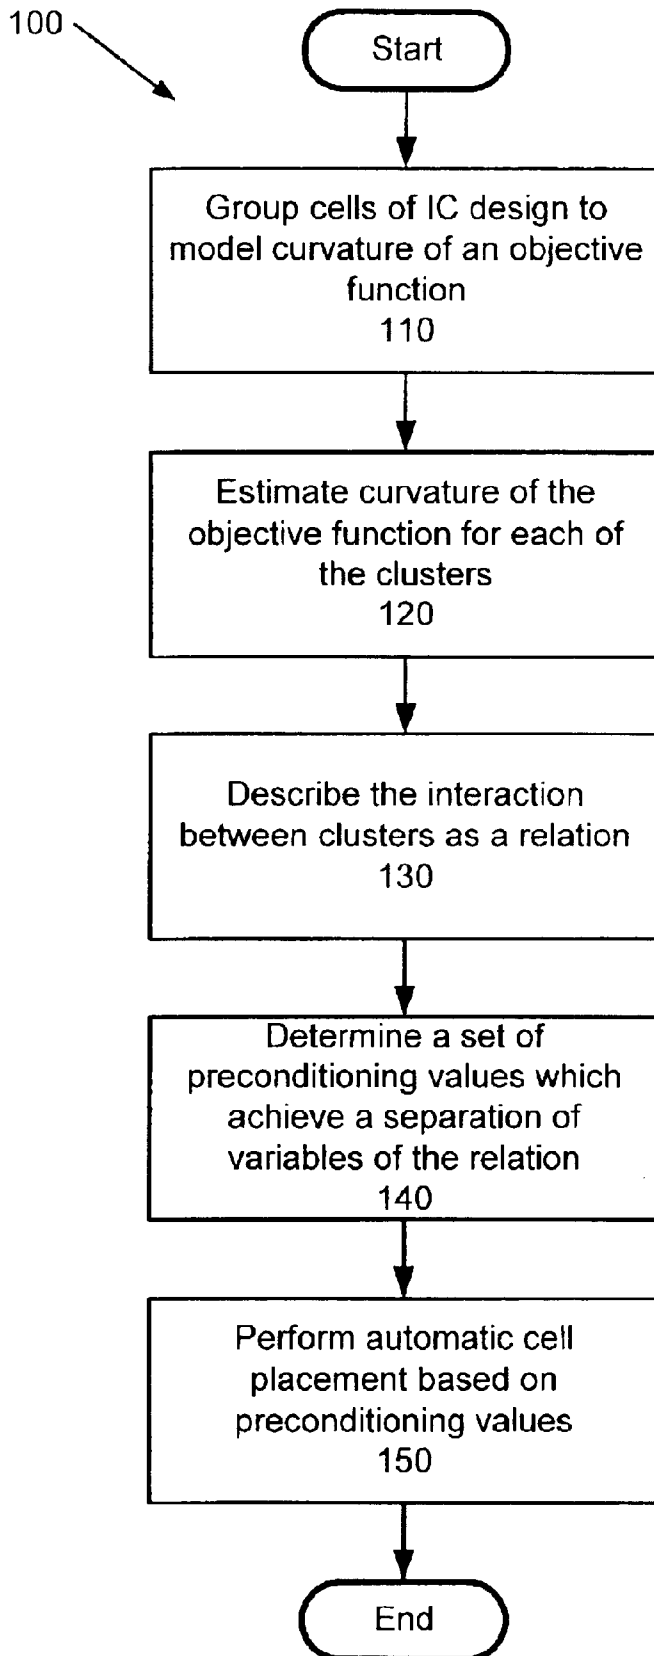 100
Start
Group cells of IC design to
model curvature of an objective
function
110
Estimate curvature of the
objective function for each of
the clusters
120
Describe the interaction
between clusters as a relation
130
Determine a set of
preconditioning values which
achieve a separation of
variables of the relation
140
Perform automatic cell
placement based on
preconditioning values
150
End